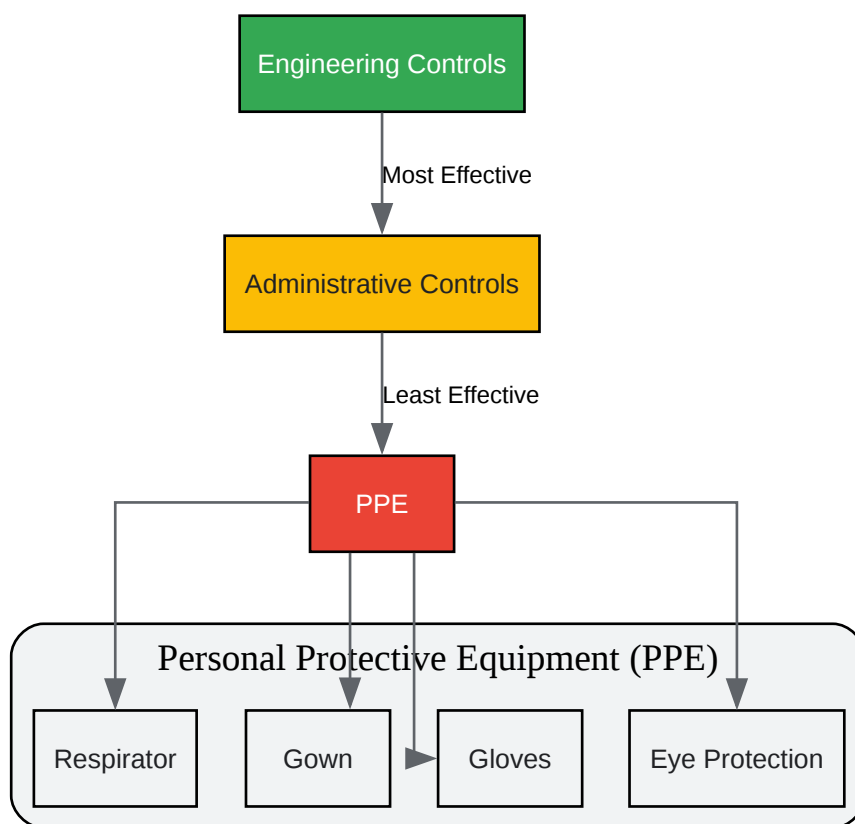 Engineering Controls
Most Effective
Administrative Controls
Least Effective
PPE
Personal Protective Equipment (PPE)
Respirator
Gown
Gloves
Eye Protection